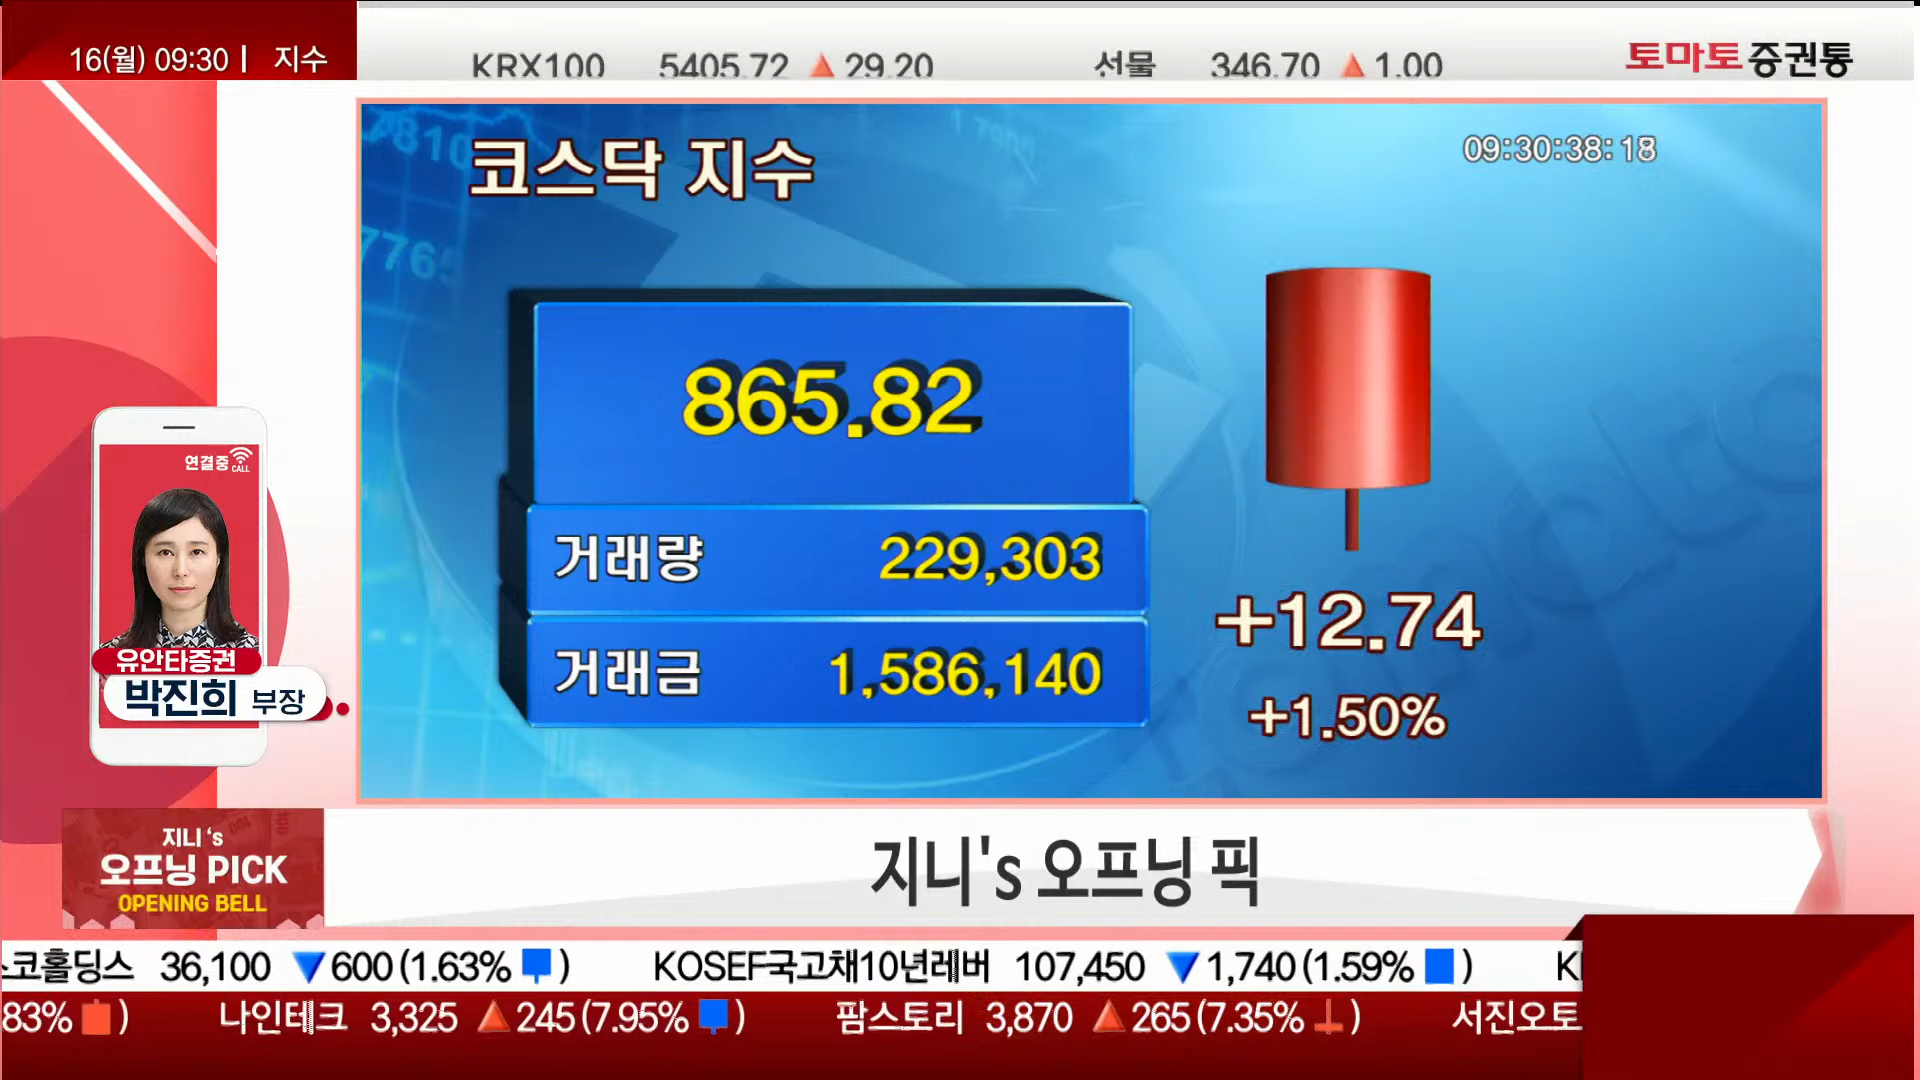 16(월) 09:30 | 지수
KRX100 5405.72 ▲ 29.20 선물 346.70 ▲ 1.00
토마토증권통
코스닥 지수
09:30:38:18
865.82
거래량 229,303
거래금 1,586,140
+12.74
+1.50%
연결중
CALL
유안타증권
박진희 부장
지니's
오프닝 PICK
OPENING BELL
지니's 오프닝 픽
코홀딩스 36,100 ▼600(1.63% ) KOSEF국고채10년레버 107,450 ▼1,740(1.59% )
83% ) 나인테크 3,325 ▲245(7.95% ) 팜스토리 3,870 ▲265(7.35% ) 서진오토